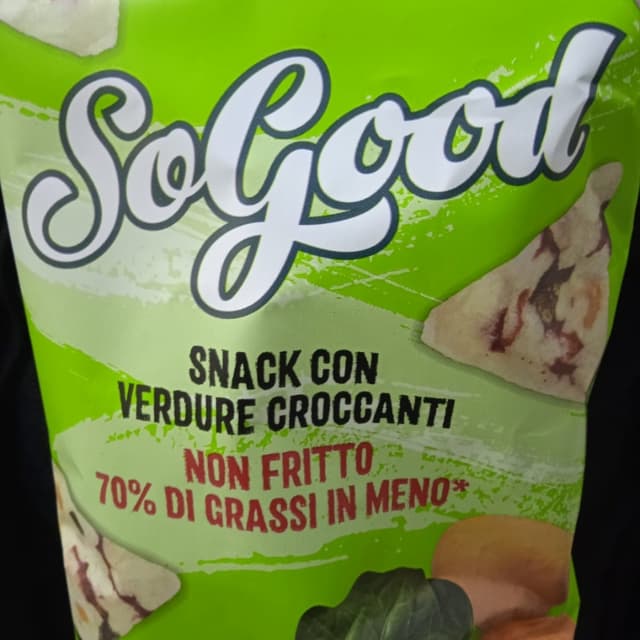 SoGood
SNACK CON
VERDURE CROCCANTI
NON FRITTO
70% DI GRASSI IN MENO*